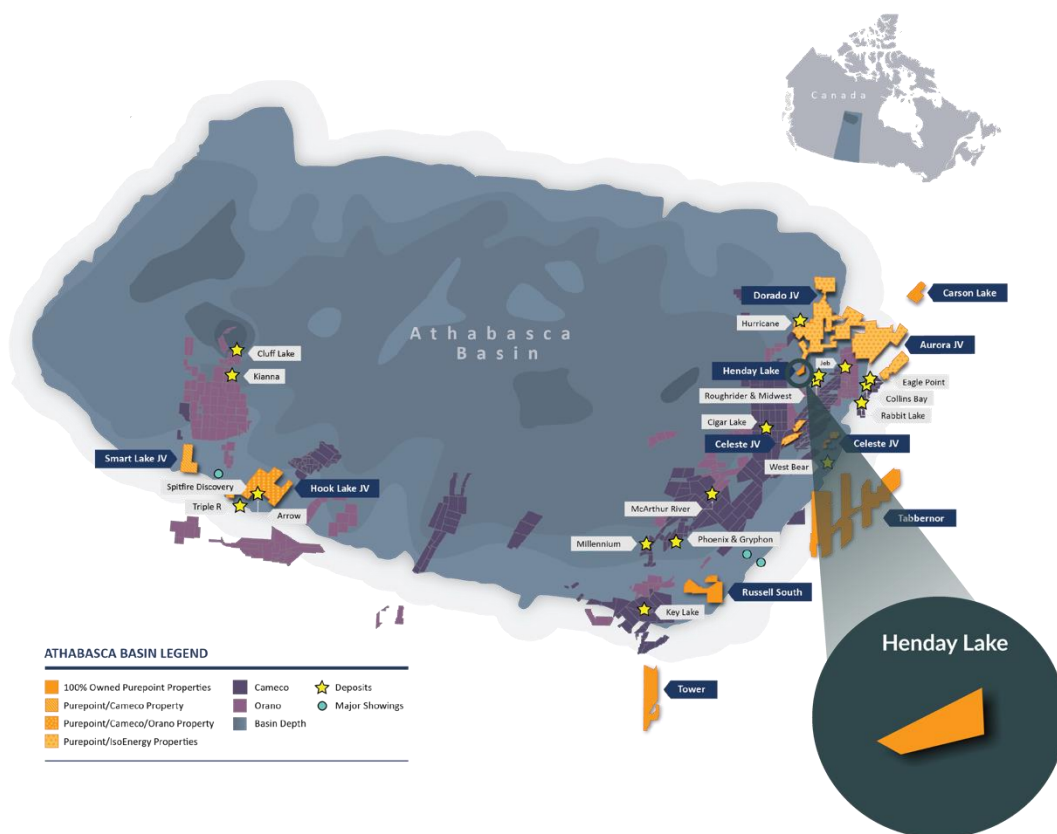 Canada
Athabasca
Basin
Dorado JV
Carson Lake
Hurricane
Aurora JV
Cluff Lake
Jeb
Henday Lake
Kianna
Eagle Point
Roughrider & Midwest
Collins Bay
Rabbit Lake
Cigar Lake
Celeste JV
Celeste JV
Smart Lake JV
West Bear
Spitfire Discovery
Hook Lake JV
Triple R
Arrow
McArthur River
Tabbernor
Millennium
Phoenix & Gryphon
Russell South
Key Lake
Henday Lake
Tower
ATHABASCA BASIN LEGEND
100% Owned Purepoint Properties
Cameco
Deposits
Purepoint/Cameco Property
Orano
Major Showings
Purepoint/Cameco/Orano Property
Basin Depth
Purepoint/IsoEnergy Properties